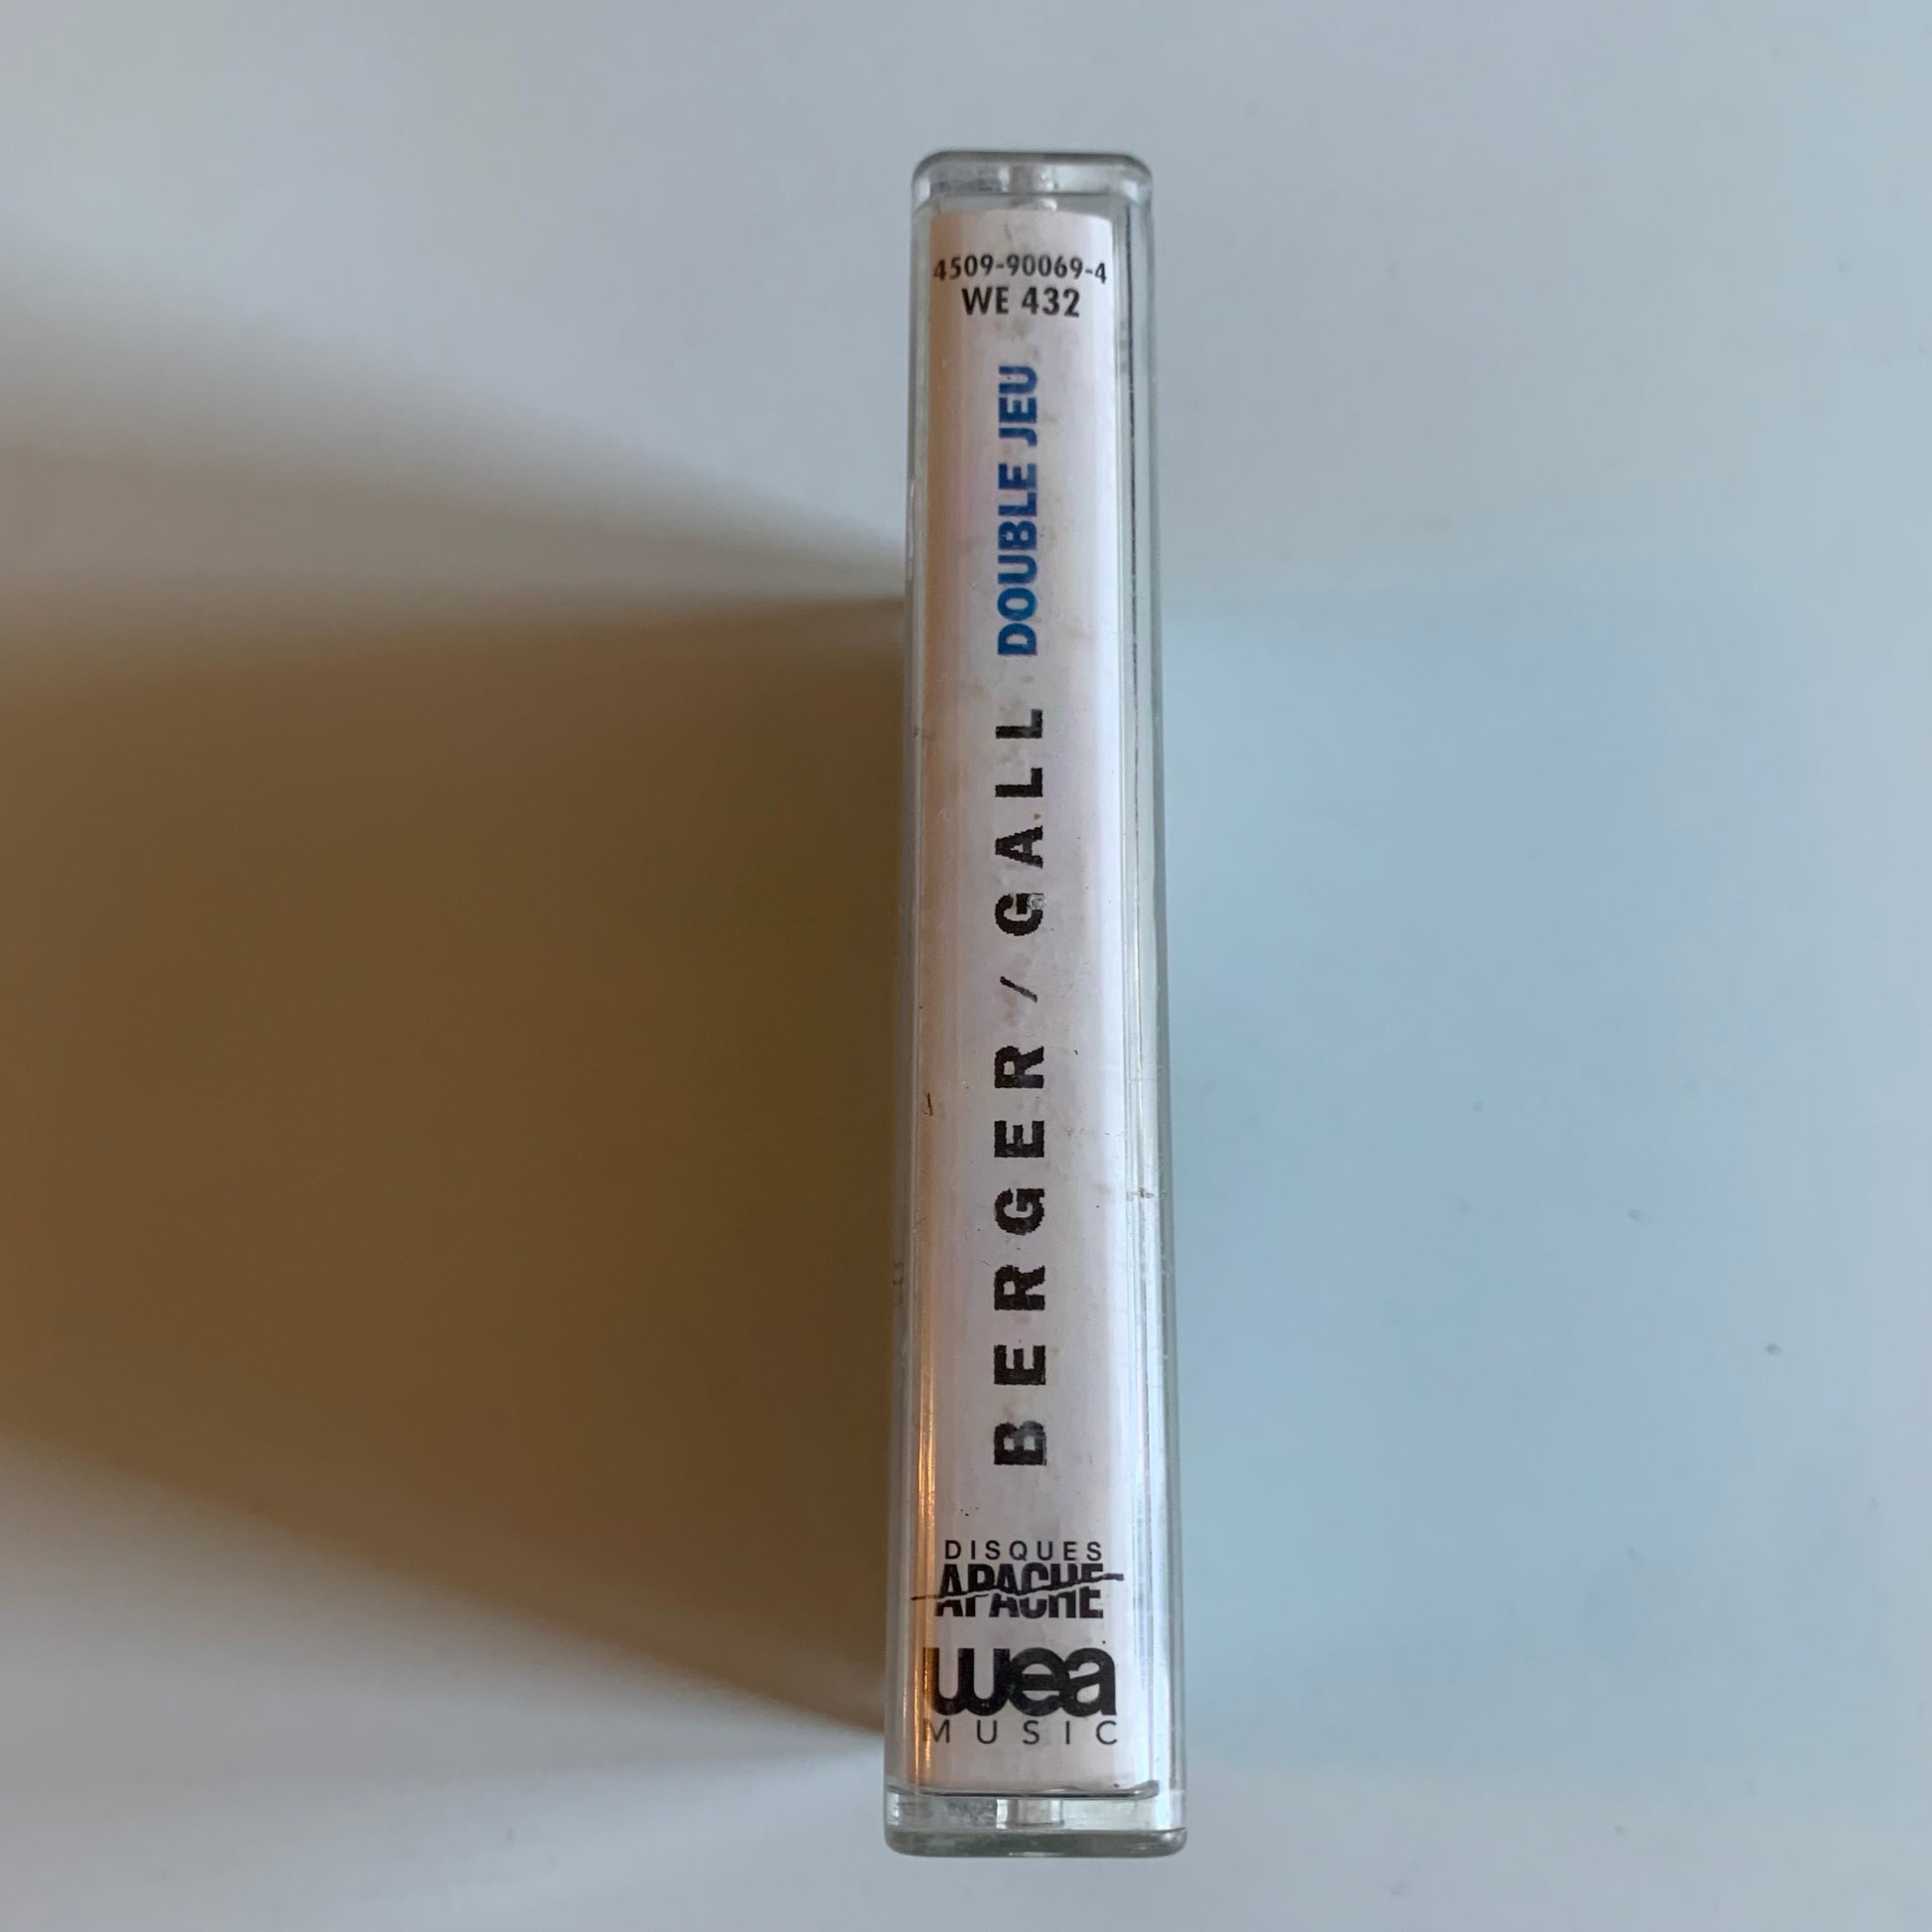 4509-90069-4
WE 432
BERGER / GALL DOUBLE JEU
DISQUES
APACHE
wea
MUSIC